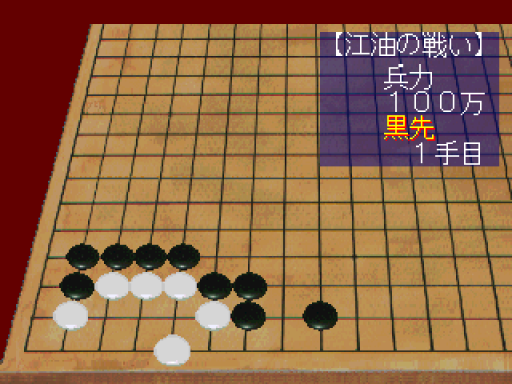 【江油の戦い】
兵力
１００万
黒先
１手目